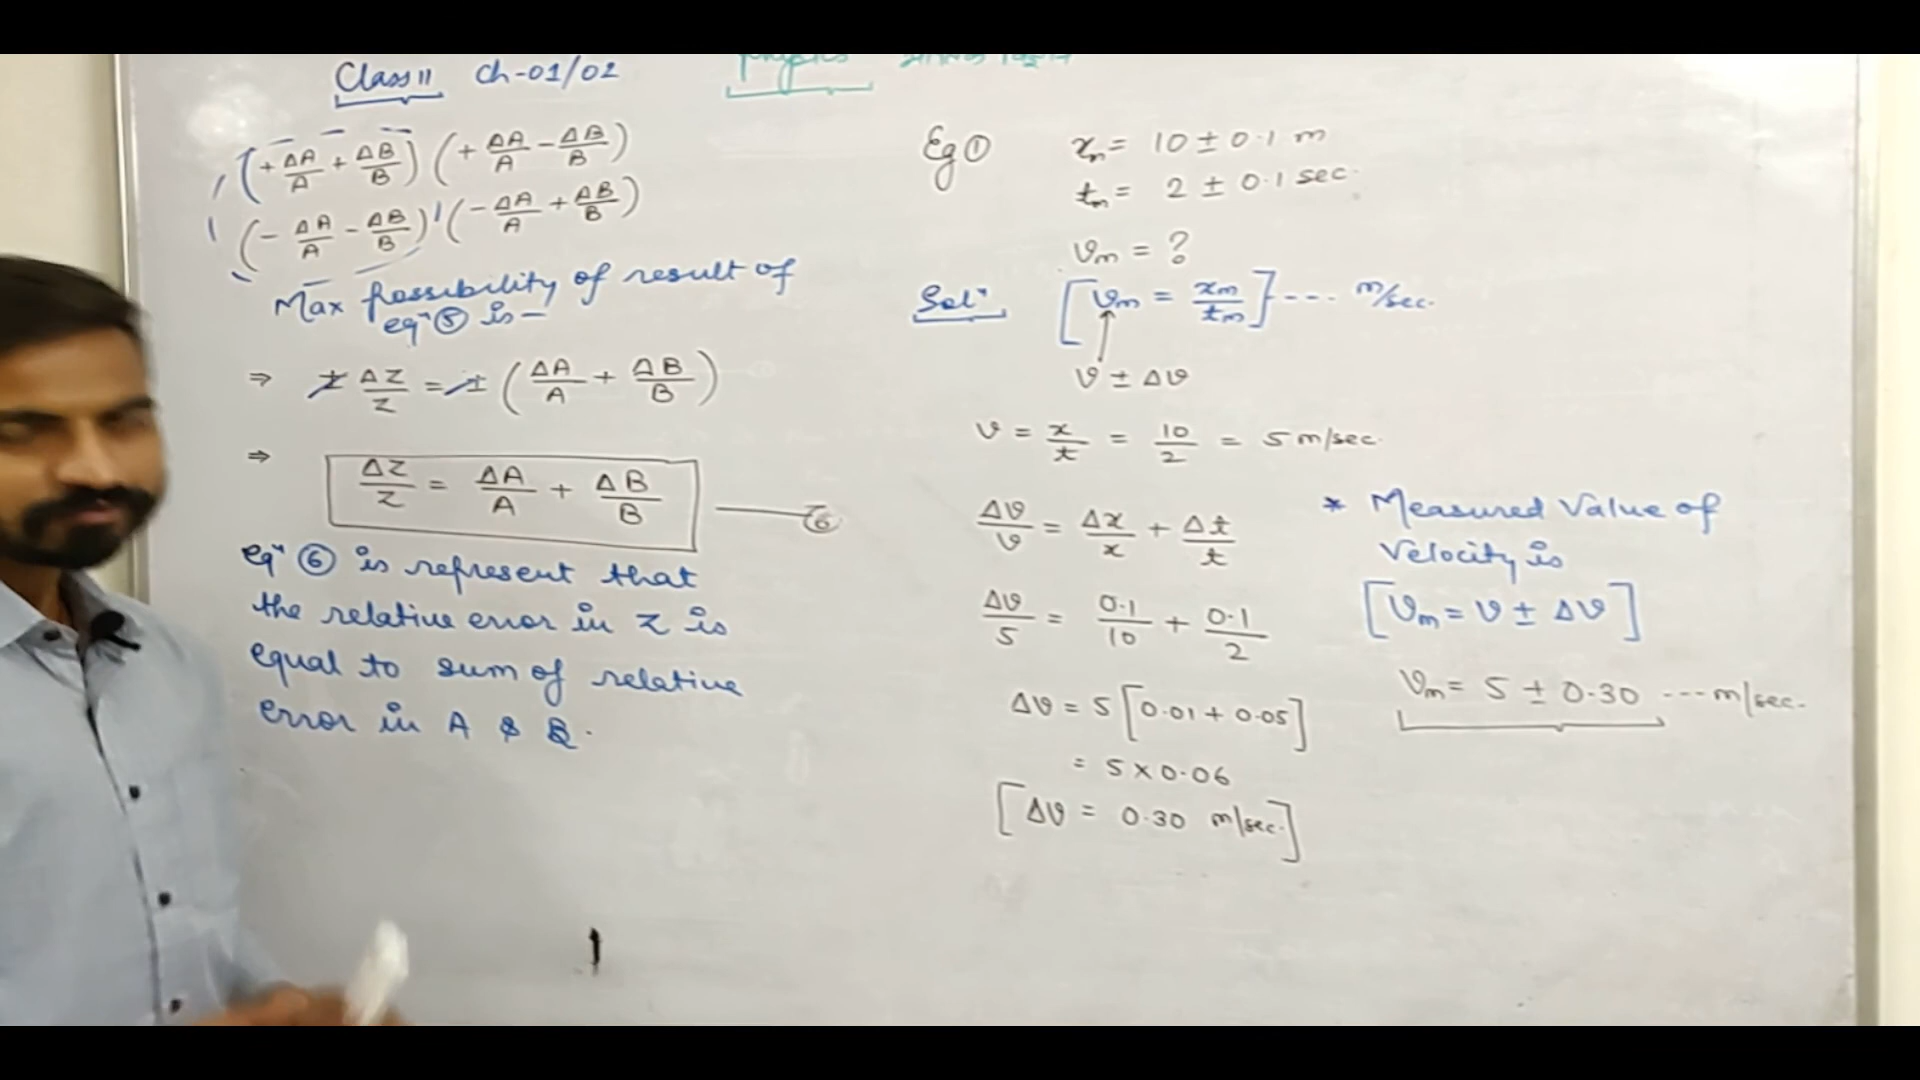 Class 11 Ch-01/02 Physics
(+ ΔA/A + ΔB/B) (+ ΔA/A - ΔB/B)
(- ΔA/A - ΔB/B) (- ΔA/A + ΔB/B)
Max possibility of result of
eqⁿ ⑤ is -
⇒ ± ΔZ/Z = ± (ΔA/A + ΔB/B)
⇒ ΔZ/Z = ΔA/A + ΔB/B —— ⑥
eqⁿ ⑥ is represent that
the relative error in Z is
equal to sum of relative
error in A & B.
Eg ① xₘ = 10 ± 0.1 m
tₘ = 2 ± 0.1 sec.
vₘ = ?
Solⁿ [vₘ = xₘ/tₘ] --- m/sec.
v ± Δv
v = x/t = 10/2 = 5 m/sec.
Δv/v = Δx/x + Δt/t
Δv/5 = 0.1/10 + 0.1/2
Δv = 5 [0.01 + 0.05]
= 5 × 0.06
[Δv = 0.30 m/sec.]
* Measured Value of
Velocity is
[vₘ = v ± Δv]
vₘ = 5 ± 0.30 --- m/sec.